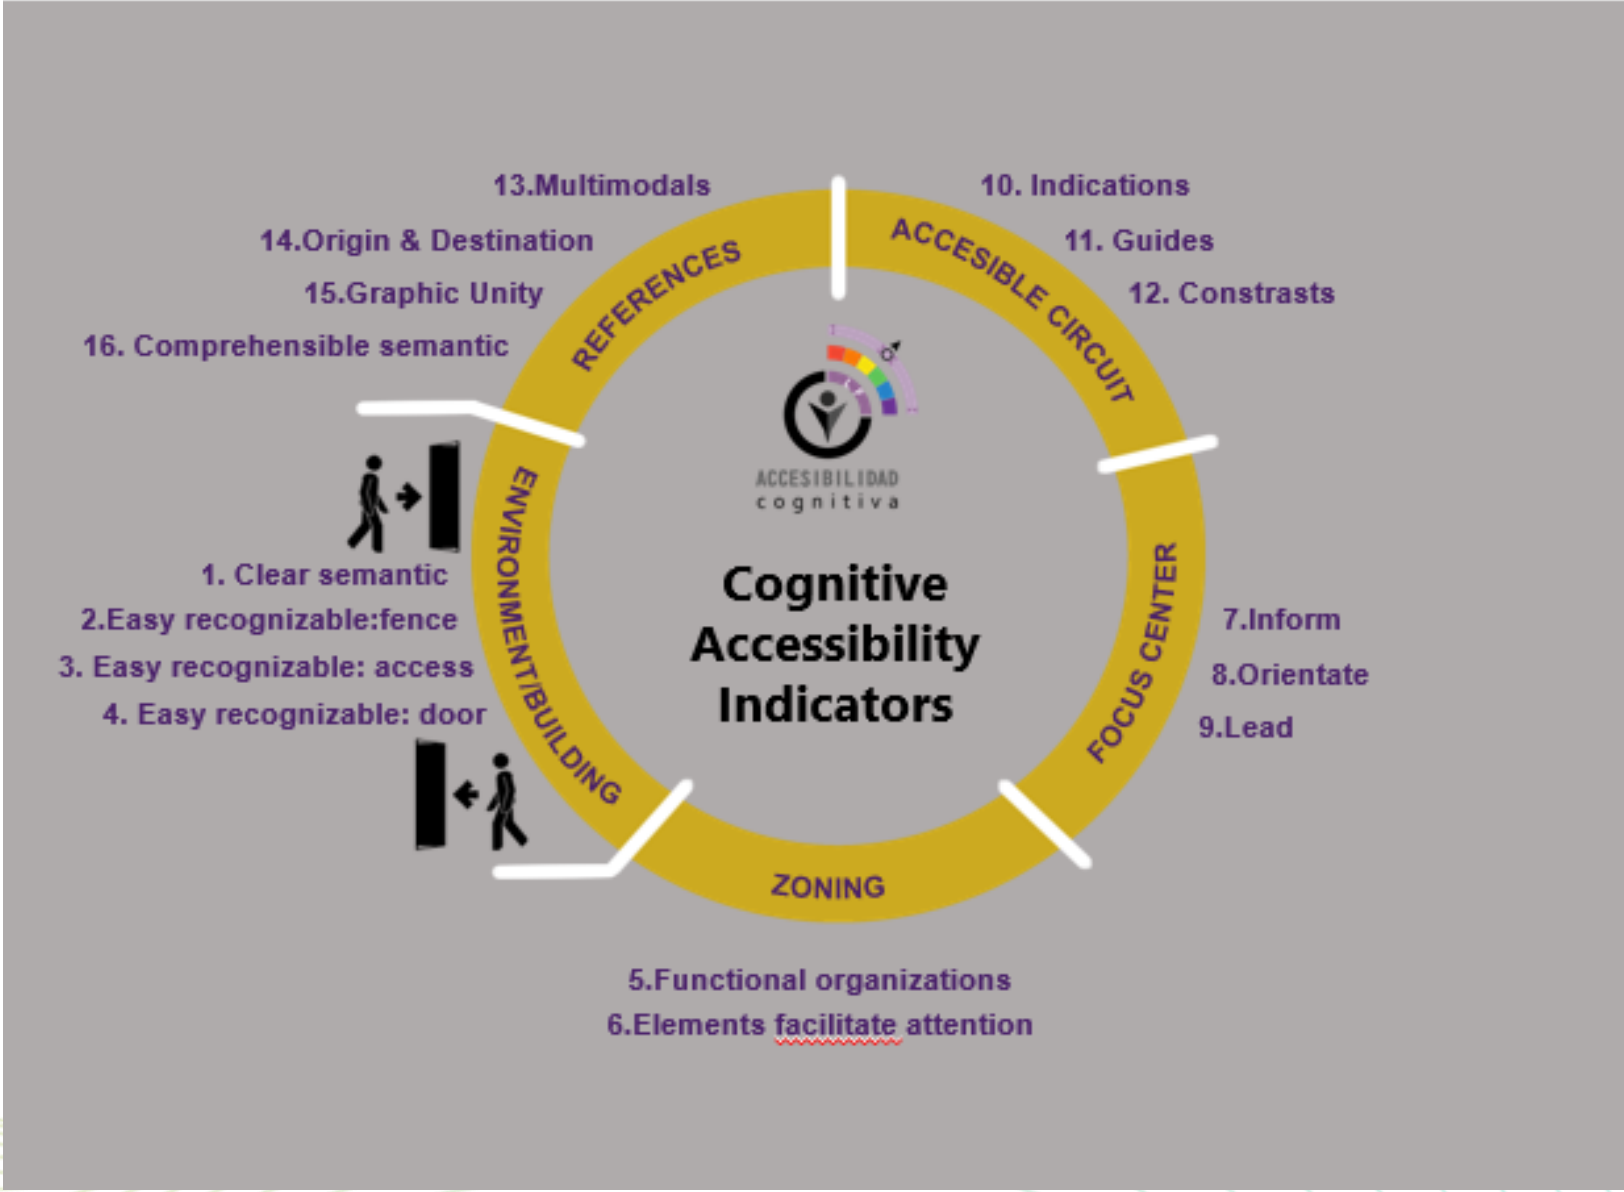 13.Multimodals
14.Origin & Destination
15.Graphic Unity
16. Comprehensible semantic
REFERENCES
10. Indications
11. Guides
12. Constrasts
ACCESIBLE CIRCUIT
ACCESIBILIDAD
cognitiva
Cognitive
Accessibility
Indicators
1. Clear semantic
2.Easy recognizable:fence
3. Easy recognizable: access
4. Easy recognizable: door
ENVIRONMENT/BUILDING
FOCUS CENTER
7.Inform
8.Orientate
9.Lead
ZONING
5.Functional organizations
6.Elements facilitate attention